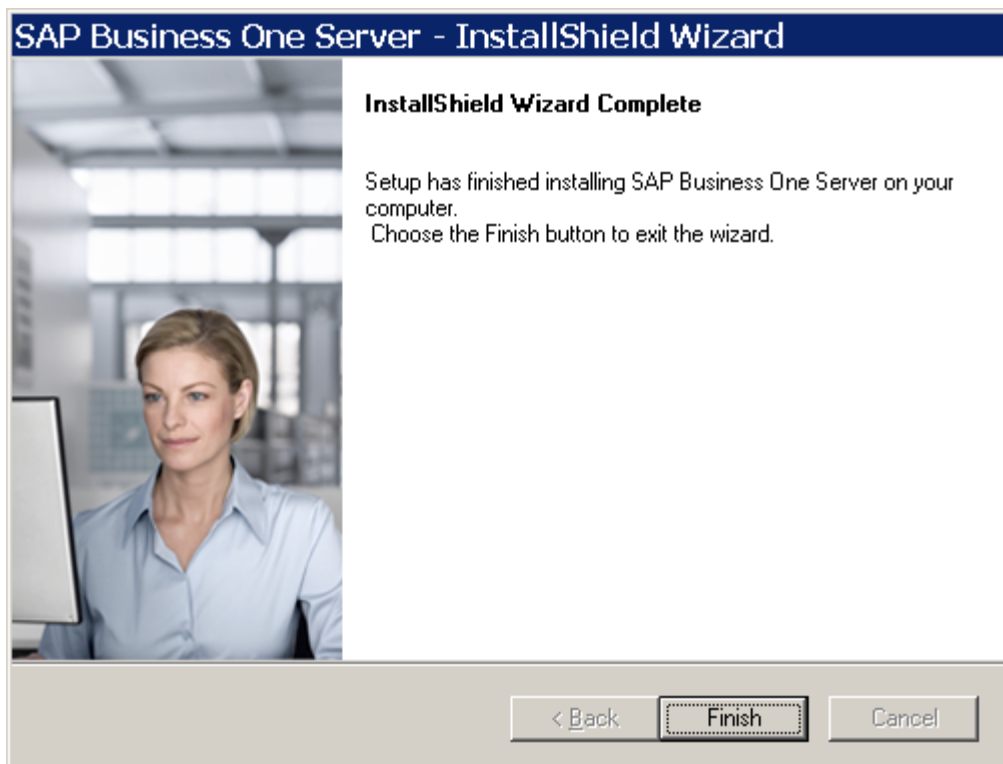 SAP Business One Server - InstallShield Wizard
InstallShield Wizard Complete
Setup has finished installing SAP Business One Server on your
computer.
Choose the Finish button to exit the wizard.
< Back
Finish
Cancel